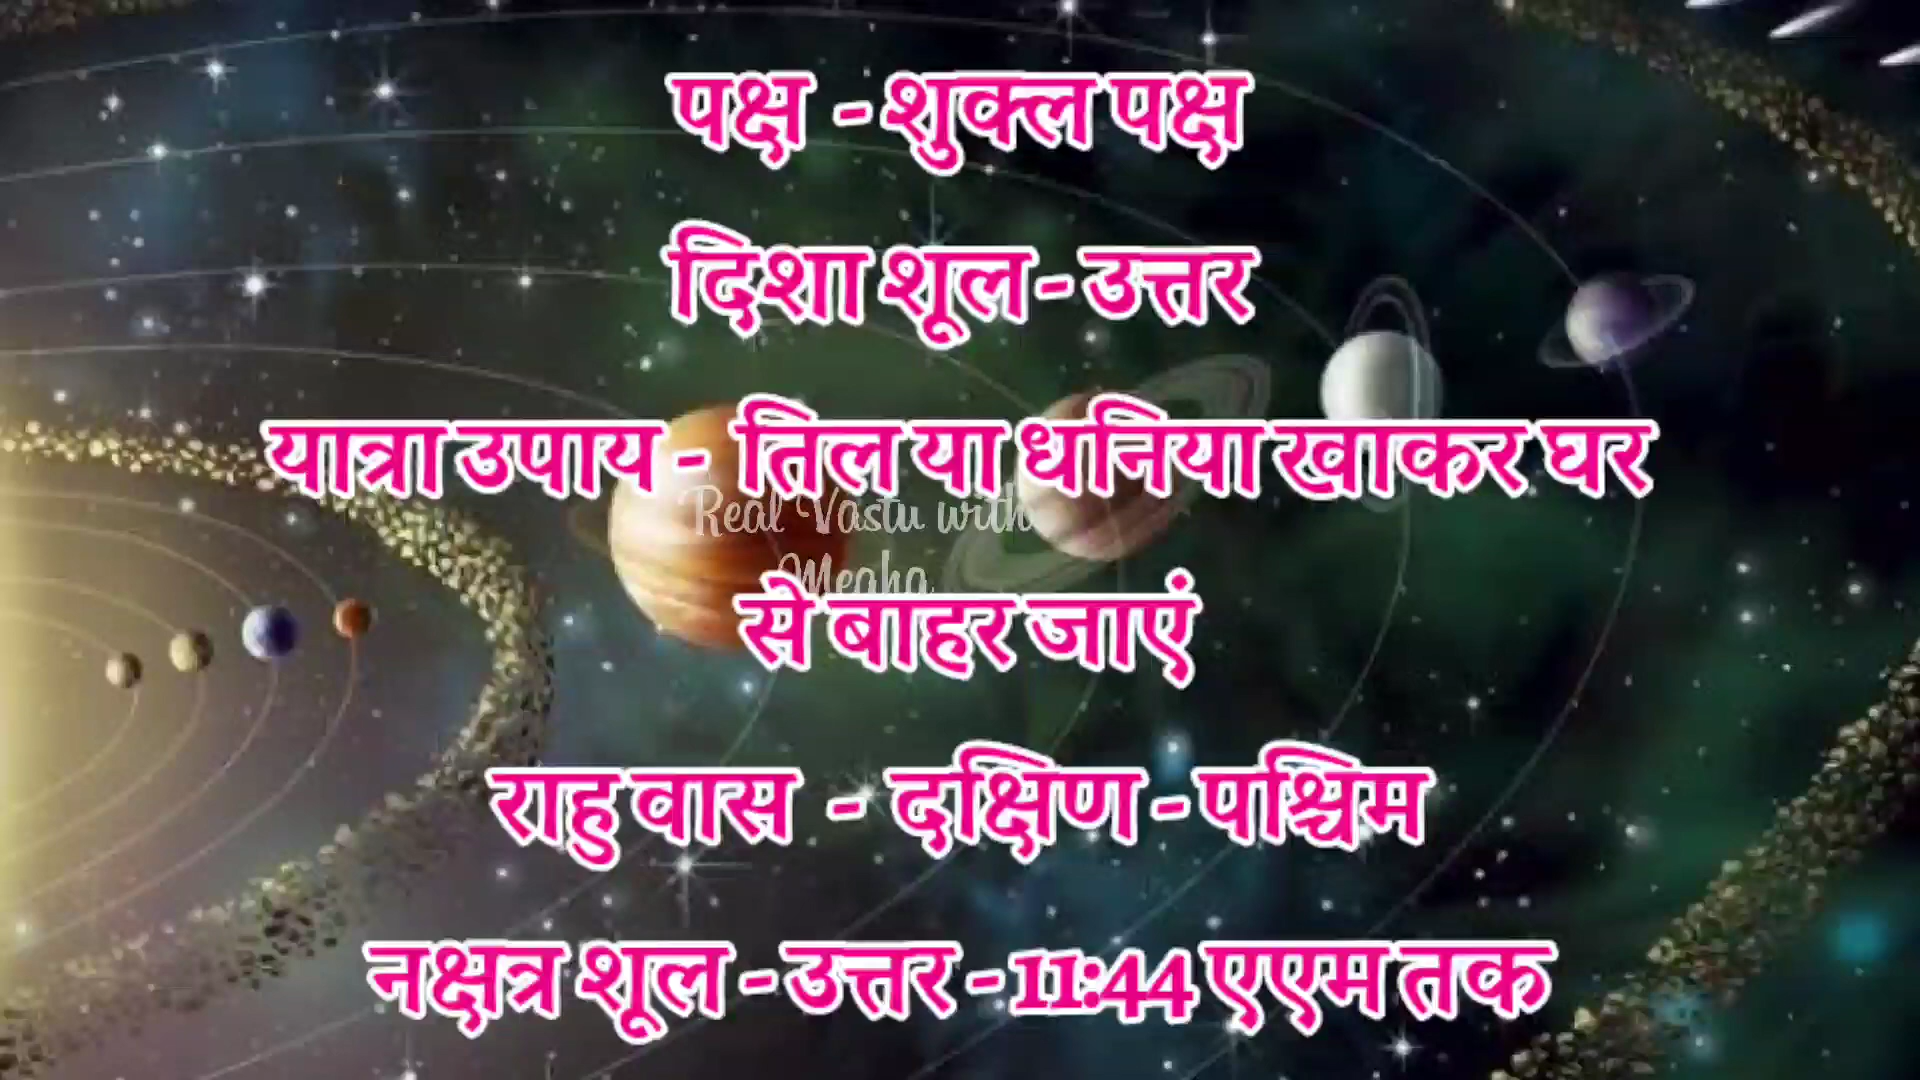 पक्ष - शुक्ल पक्ष
दिशा शूल - उत्तर
यात्रा उपाय - तिल या धनिया खाकर घर
Real Vastu with
Megha
से बाहर जाएं
राहु वास - दक्षिण - पश्चिम
नक्षत्र शूल - उत्तर - 11:44 एएम तक